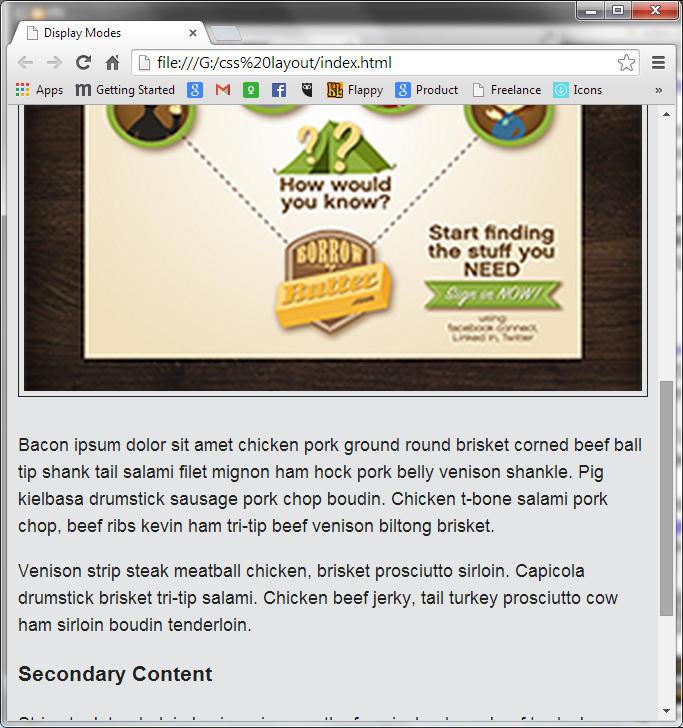 Display Modes
file:///G:/css%20layout/index.html
Apps
Getting Started
Flappy
Product
Freelance
Icons
»
??
How would
you know?
BORROW
my
Butter
.com
Start finding
the stuff you
NEED
Sign in NOW!
using:
facebook connect,
Linked in, Twitter
Bacon ipsum dolor sit amet chicken pork ground round brisket corned beef ball
tip shank tail salami filet mignon ham hock pork belly venison shankle. Pig
kielbasa drumstick sausage pork chop boudin. Chicken t-bone salami pork
chop, beef ribs kevin ham tri-tip beef venison biltong brisket.
Venison strip steak meatball chicken, brisket prosciutto sirloin. Capicola
drumstick brisket tri-tip salami. Chicken beef jerky, tail turkey prosciutto cow
ham sirloin boudin tenderloin.
Secondary Content